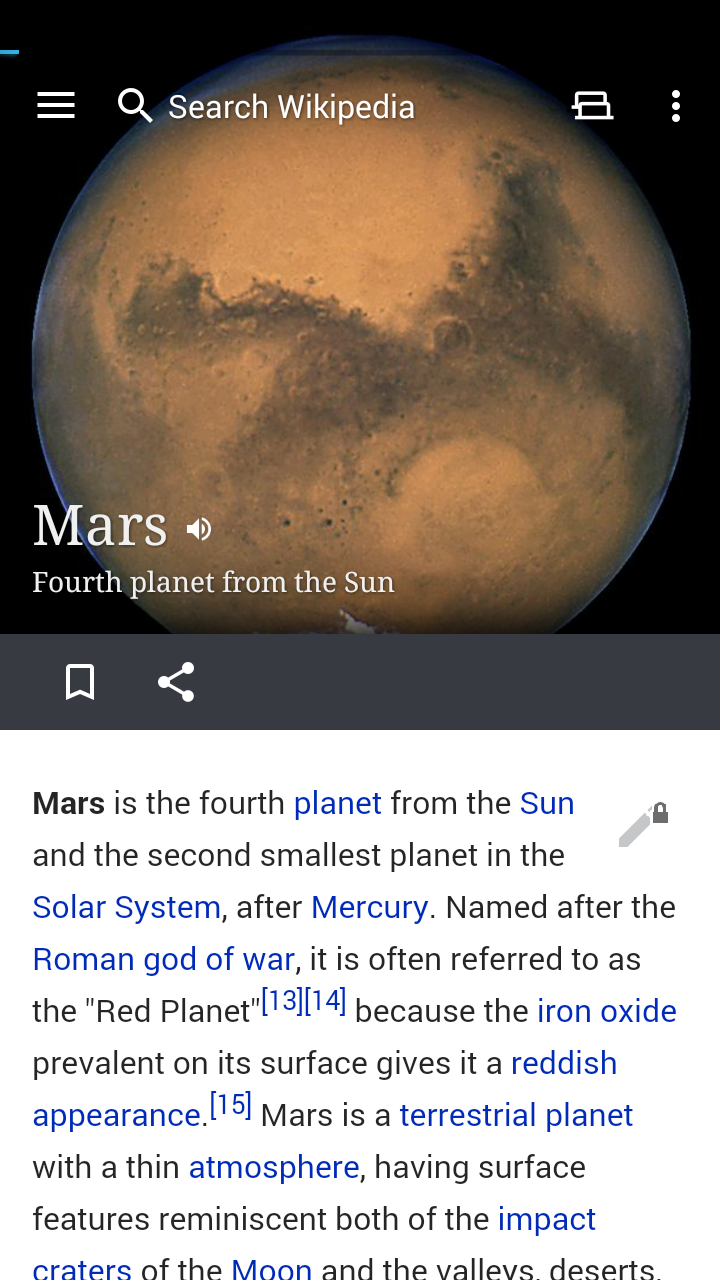 Search Wikipedia
Mars
Fourth planet from the Sun
Mars is the fourth planet from the Sun
and the second smallest planet in the
Solar System, after Mercury. Named after the
Roman god of war, it is often referred to as
the "Red Planet"[13][14] because the iron oxide
prevalent on its surface gives it a reddish
appearance.[15] Mars is a terrestrial planet
with a thin atmosphere, having surface
features reminiscent both of the impact
craters of the Moon and the valleys, deserts,